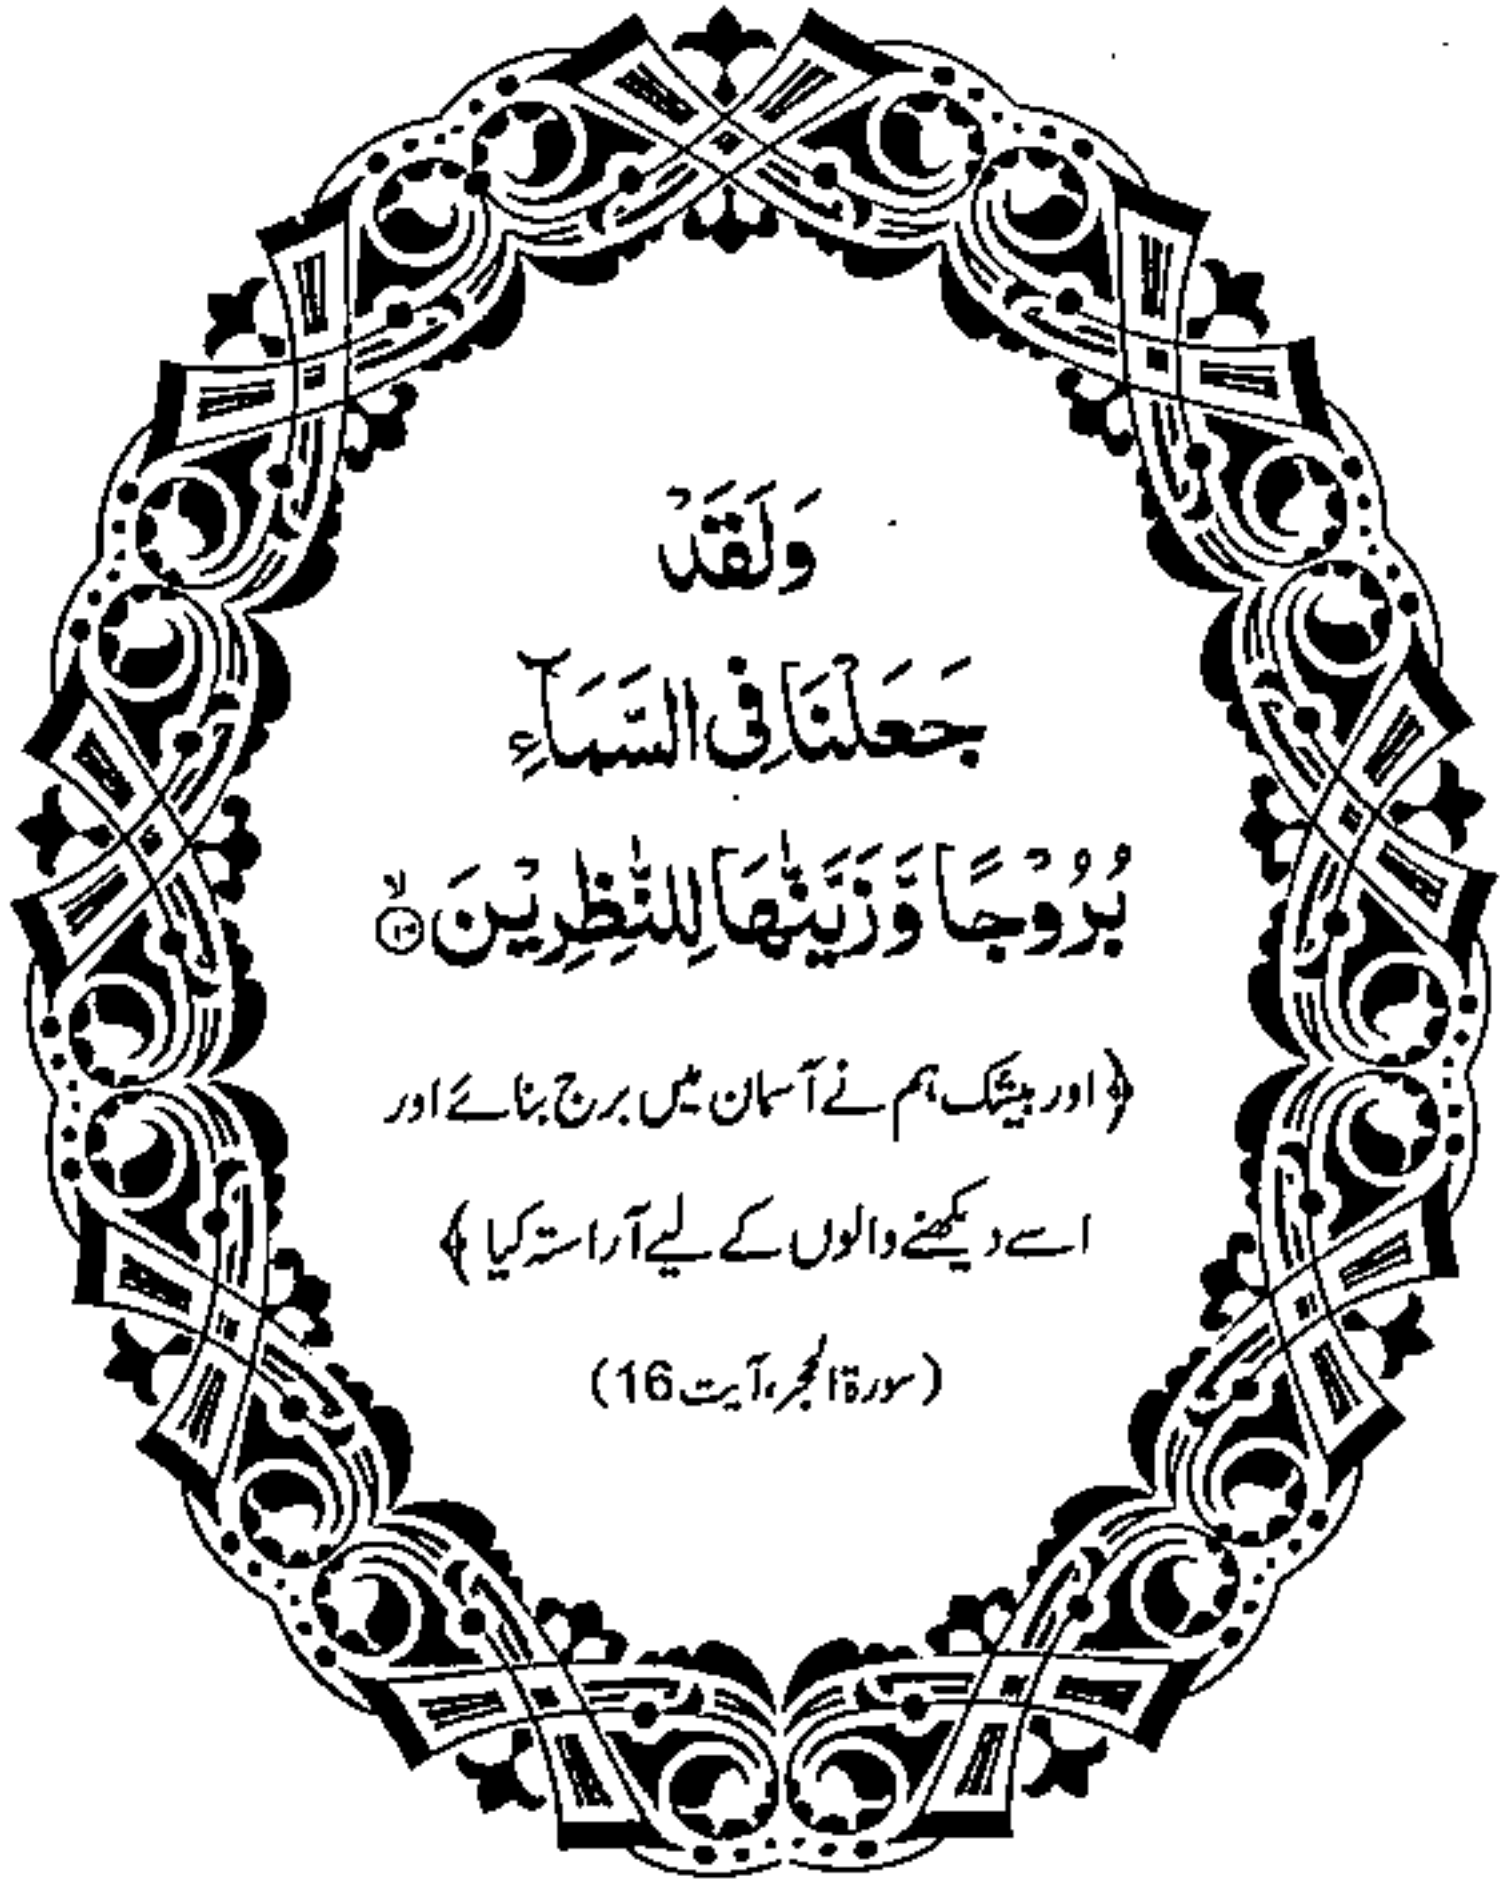 وَلَقَدْ
جَعَلْنَا فِی السَّمَآءِ
بُرُوْجًا وَّ زَیَّنّٰهَا لِلنّٰظِرِیْنَ ۙ﴿۱۶﴾
﴿اور بیشک ہم نے آسمان میں برج بنائے اور
اسے دیکھنے والوں کے لیے آراستہ کیا﴾
(سورۃ الحجر، آیت 16)